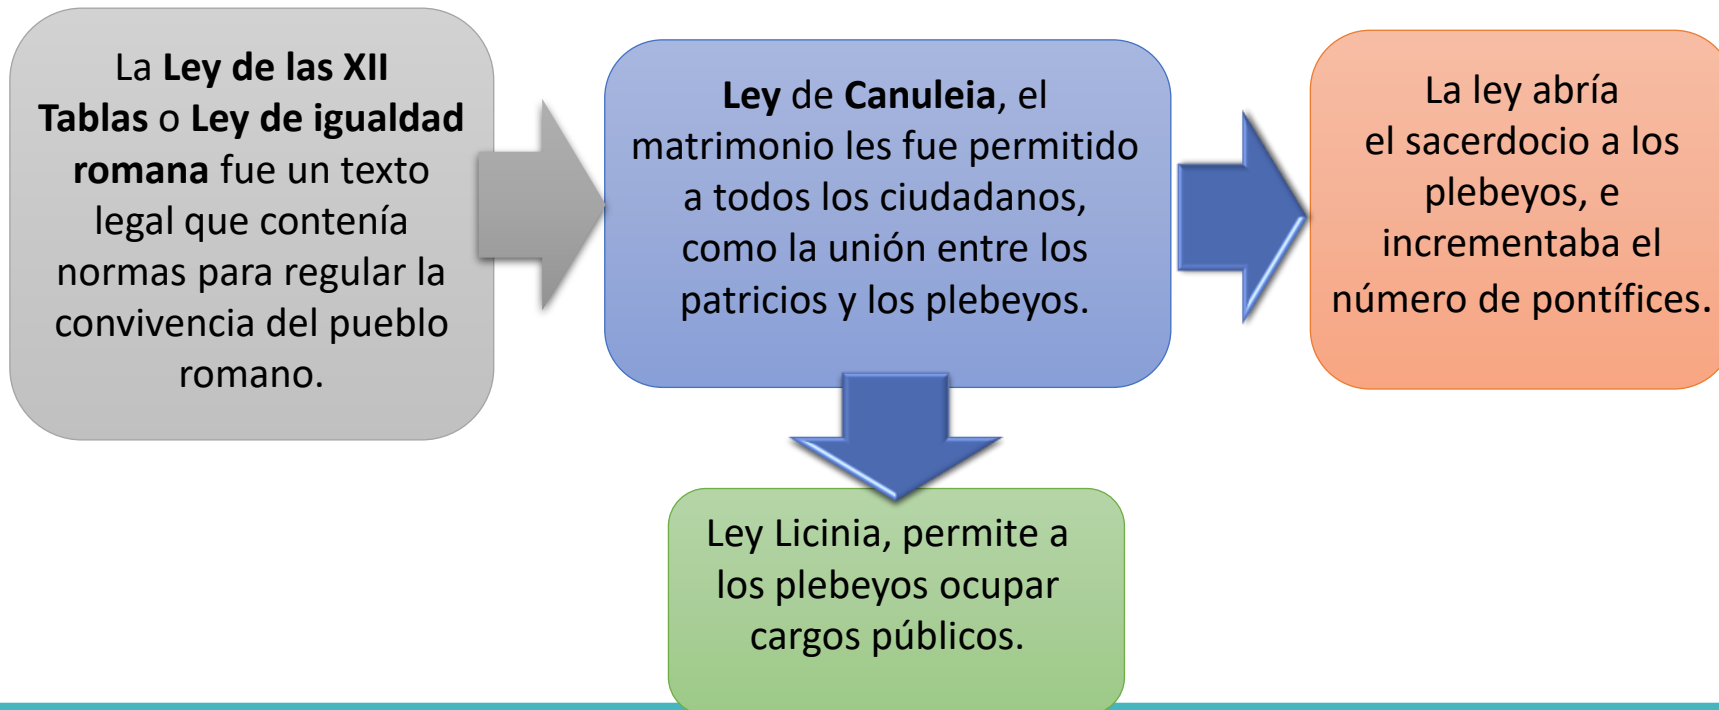 La Ley de las XII
Tablas o Ley de igualdad
romana fue un texto
legal que contenía
normas para regular la
convivencia del pueblo
romano.
Ley de Canuleia, el
matrimonio les fue permitido
a todos los ciudadanos,
como la unión entre los
patricios y los plebeyos.
La ley abría
el sacerdocio a los
plebeyos, e
incrementaba el
número de pontífices.
Ley Licinia, permite a
los plebeyos ocupar
cargos públicos.